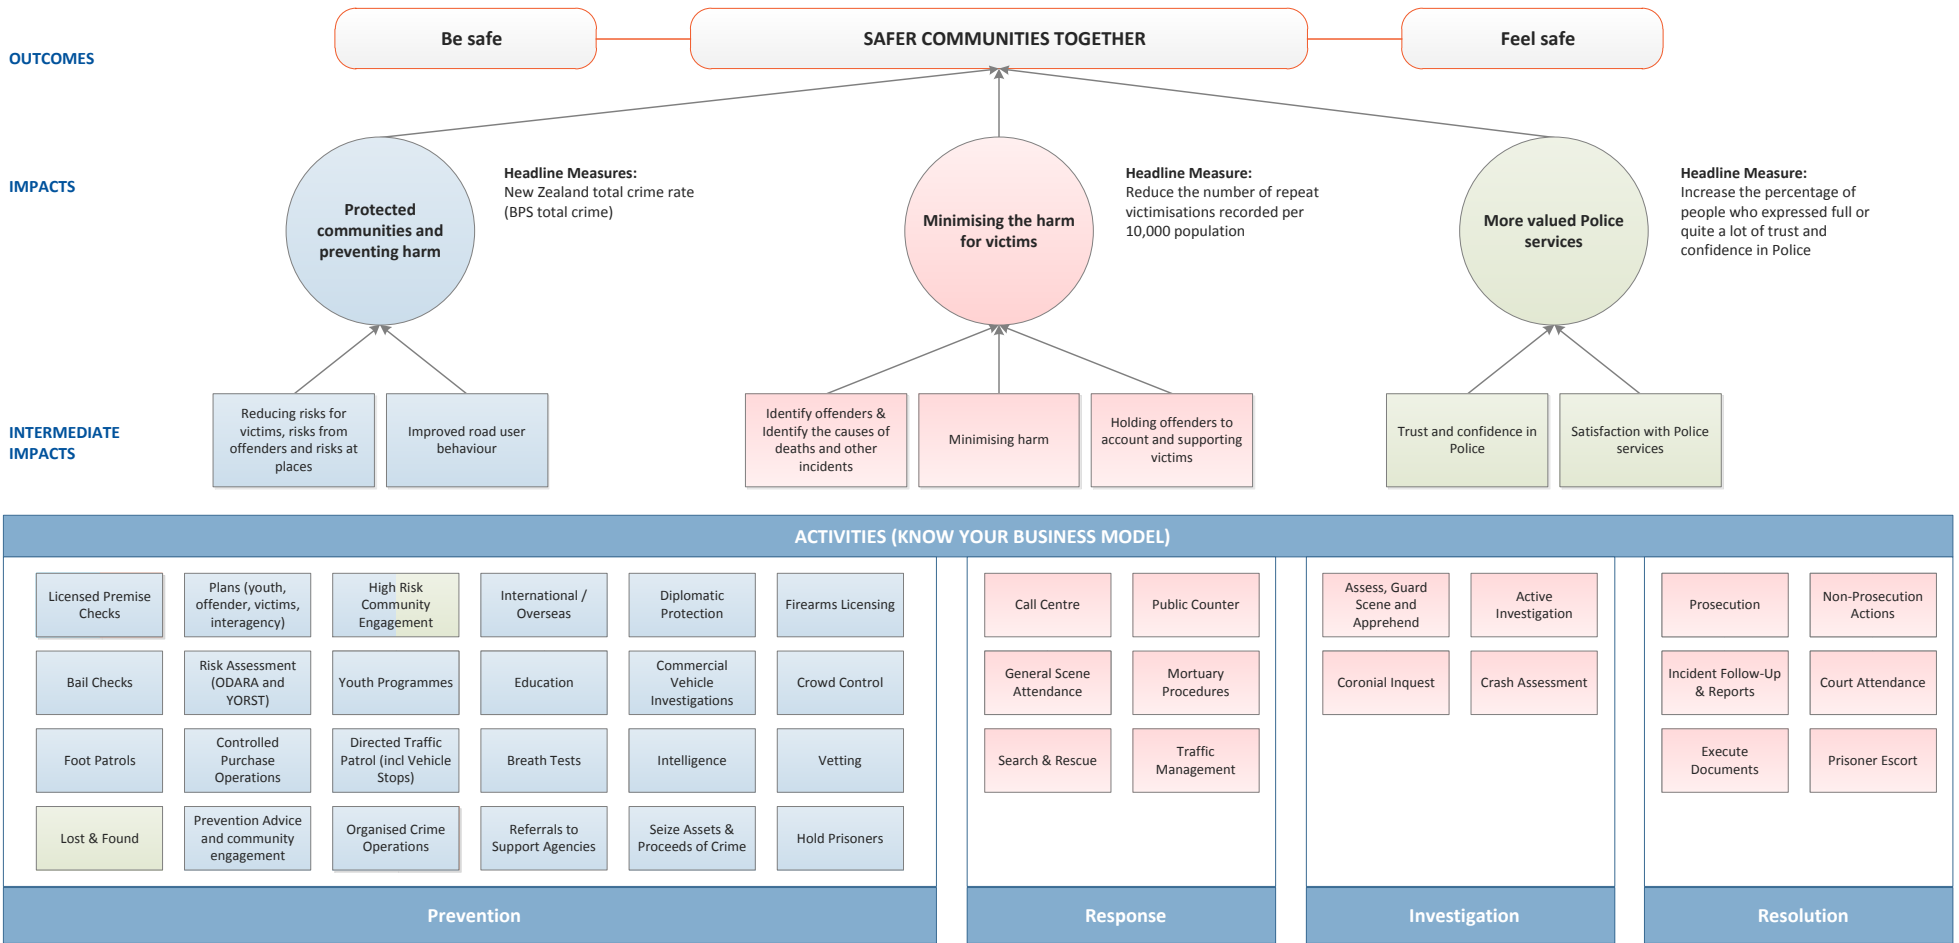 Be safe
SAFER COMMUNITIES TOGETHER
Feel safe
OUTCOMES
IMPACTS
Protected
communities and
preventing harm
Headline Measures:
New Zealand total crime rate
(BPS total crime)
Minimising the harm
for victims
Headline Measure:
Reduce the number of repeat
victimisations recorded per
10,000 population
More valued Police
services
Headline Measure:
Increase the percentage of
people who expressed full or
quite a lot of trust and
confidence in Police
INTERMEDIATE
IMPACTS
Reducing risks for
victims, risks from
offenders and risks at
places
Improved road user
behaviour
Identify offenders &
Identify the causes of
deaths and other
incidents
Minimising harm
Holding offenders to
account and supporting
victims
Trust and confidence in
Police
Satisfaction with Police
services
ACTIVITIES (KNOW YOUR BUSINESS MODEL)
Licensed Premise
Checks
Plans (youth,
offender, victims,
interagency)
High Risk
Community
Engagement
International /
Overseas
Diplomatic
Protection
Firearms Licensing
Bail Checks
Risk Assessment
(ODARA and
YORST)
Youth Programmes
Education
Commercial
Vehicle
Investigations
Crowd Control
Foot Patrols
Controlled
Purchase
Operations
Directed Traffic
Patrol (incl Vehicle
Stops)
Breath Tests
Intelligence
Vetting
Lost & Found
Prevention Advice
and community
engagement
Organised Crime
Operations
Referrals to
Support Agencies
Seize Assets &
Proceeds of Crime
Hold Prisoners
Prevention
Call Centre
Public Counter
General Scene
Attendance
Mortuary
Procedures
Search & Rescue
Traffic
Management
Response
Assess, Guard
Scene and
Apprehend
Active
Investigation
Coronial Inquest
Crash Assessment
Investigation
Prosecution
Non-Prosecution
Actions
Incident Follow-Up
& Reports
Court Attendance
Execute
Documents
Prisoner Escort
Resolution